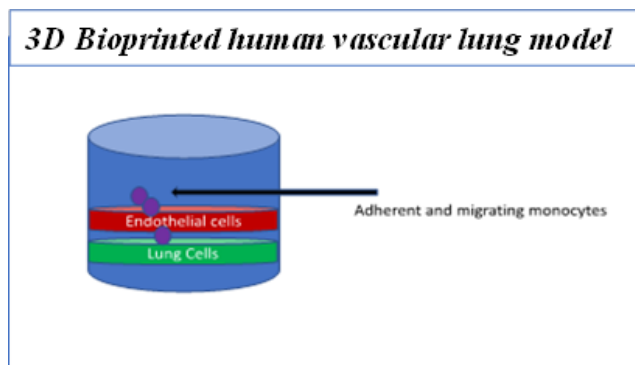 3D Bioprinted human vascular lung model
Adherent and migrating monocytes
Endothelial cells
Lung Cells